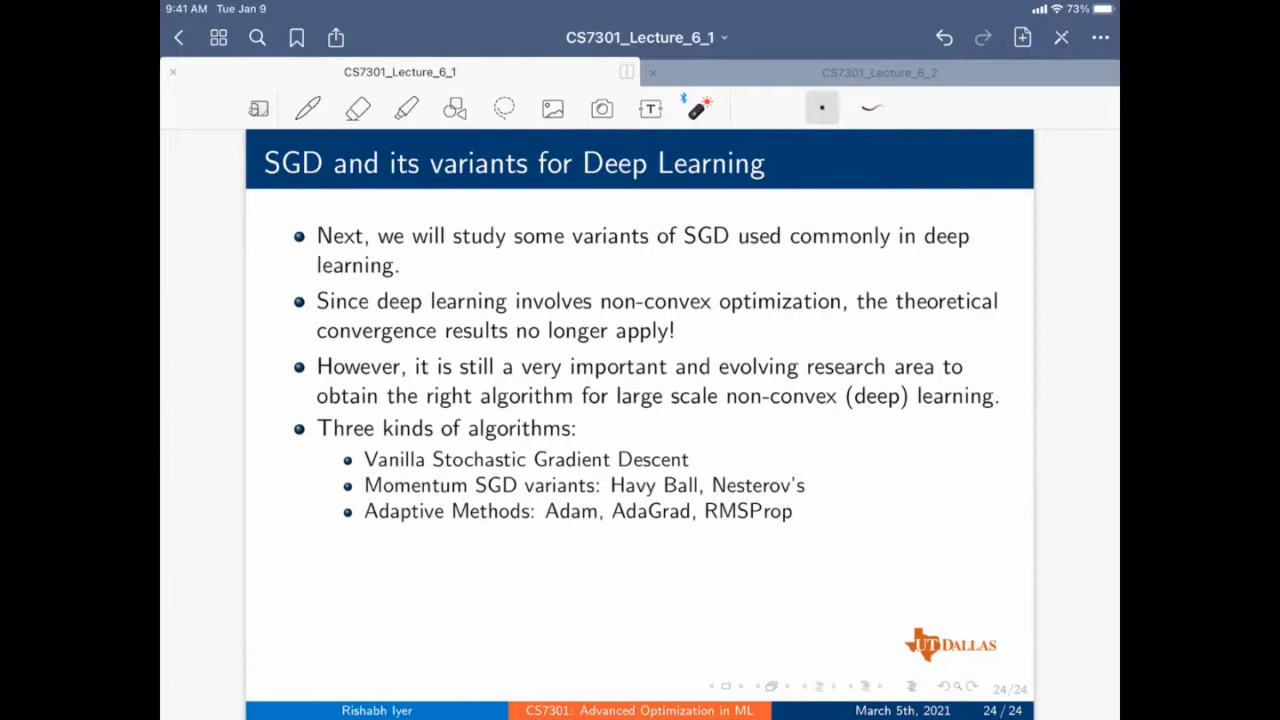 9:41 AM Tue Jan 9
73%
CS7301_Lecture_6_1
CS7301_Lecture_6_1
CS7301_Lecture_6_2
T
SGD and its variants for Deep Learning
Next, we will study some variants of SGD used commonly in deep
learning.
Since deep learning involves non-convex optimization, the theoretical
convergence results no longer apply!
However, it is still a very important and evolving research area to
obtain the right algorithm for large scale non-convex (deep) learning.
Three kinds of algorithms:
Vanilla Stochastic Gradient Descent
Momentum SGD variants: Havy Ball, Nesterov's
Adaptive Methods: Adam, AdaGrad, RMSProp
UT DALLAS
24/24
Rishabh Iyer
CS7301: Advanced Optimization in ML
March 5th, 2021
24 / 24